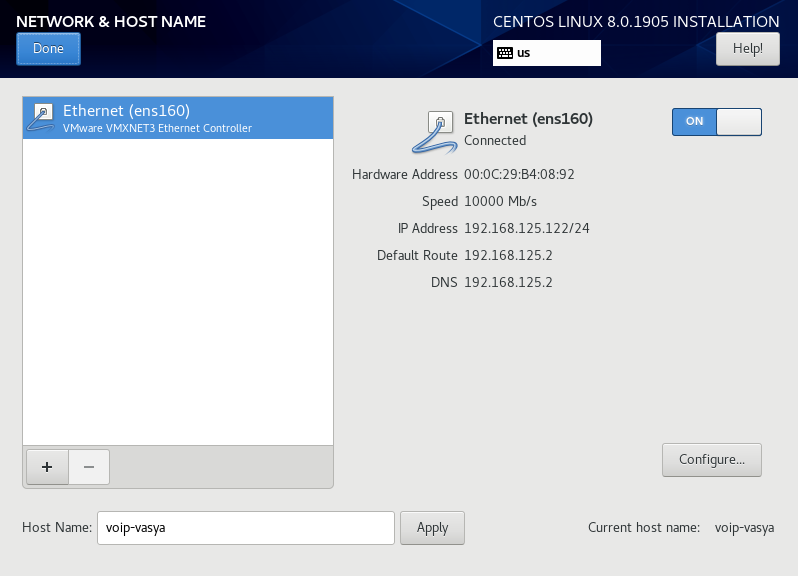 NETWORK & HOST NAME
CENTOS LINUX 8.0.1905 INSTALLATION
Done
us
Help!
Ethernet (ens160)
VMware VMXNET3 Ethernet Controller
Ethernet (ens160)
Connected
ON
Hardware Address 00:0C:29:B4:08:92
Speed 10000 Mb/s
IP Address 192.168.125.122/24
Default Route 192.168.125.2
DNS 192.168.125.2
+ −
Configure...
Host Name: voip-vasya Apply
Current host name: voip-vasya